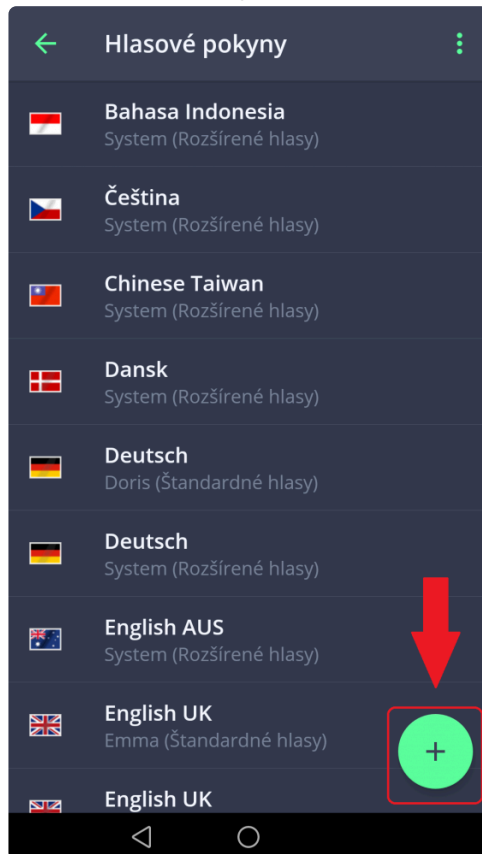 Hlasové pokyny
Bahasa Indonesia
System (Rozšírené hlasy)
Čeština
System (Rozšírené hlasy)
Chinese Taiwan
System (Rozšírené hlasy)
Dansk
System (Rozšírené hlasy)
Deutsch
Doris (Štandardné hlasy)
Deutsch
System (Rozšírené hlasy)
English AUS
System (Rozšírené hlasy)
English UK
Emma (Štandardné hlasy)
+
English UK